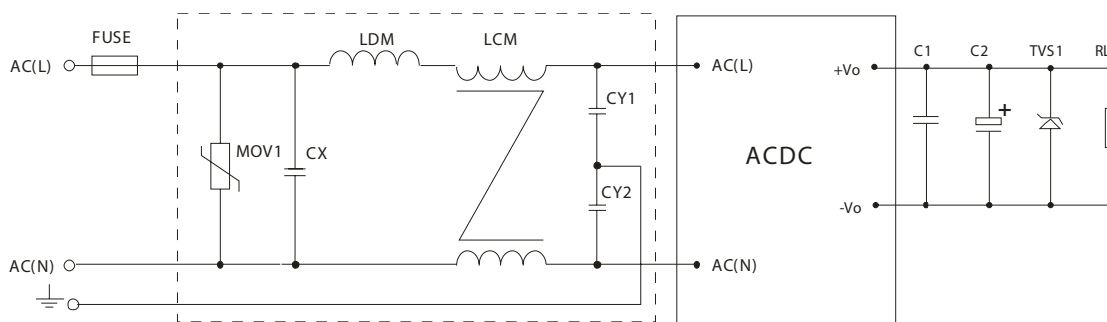 FUSE
LDM
LCM
C1
C2
TVS1
RL
AC(L)
AC(L)
+Vo
CY1
+
MOV1
CX
ACDC
CY2
-Vo
AC(N)
AC(N)